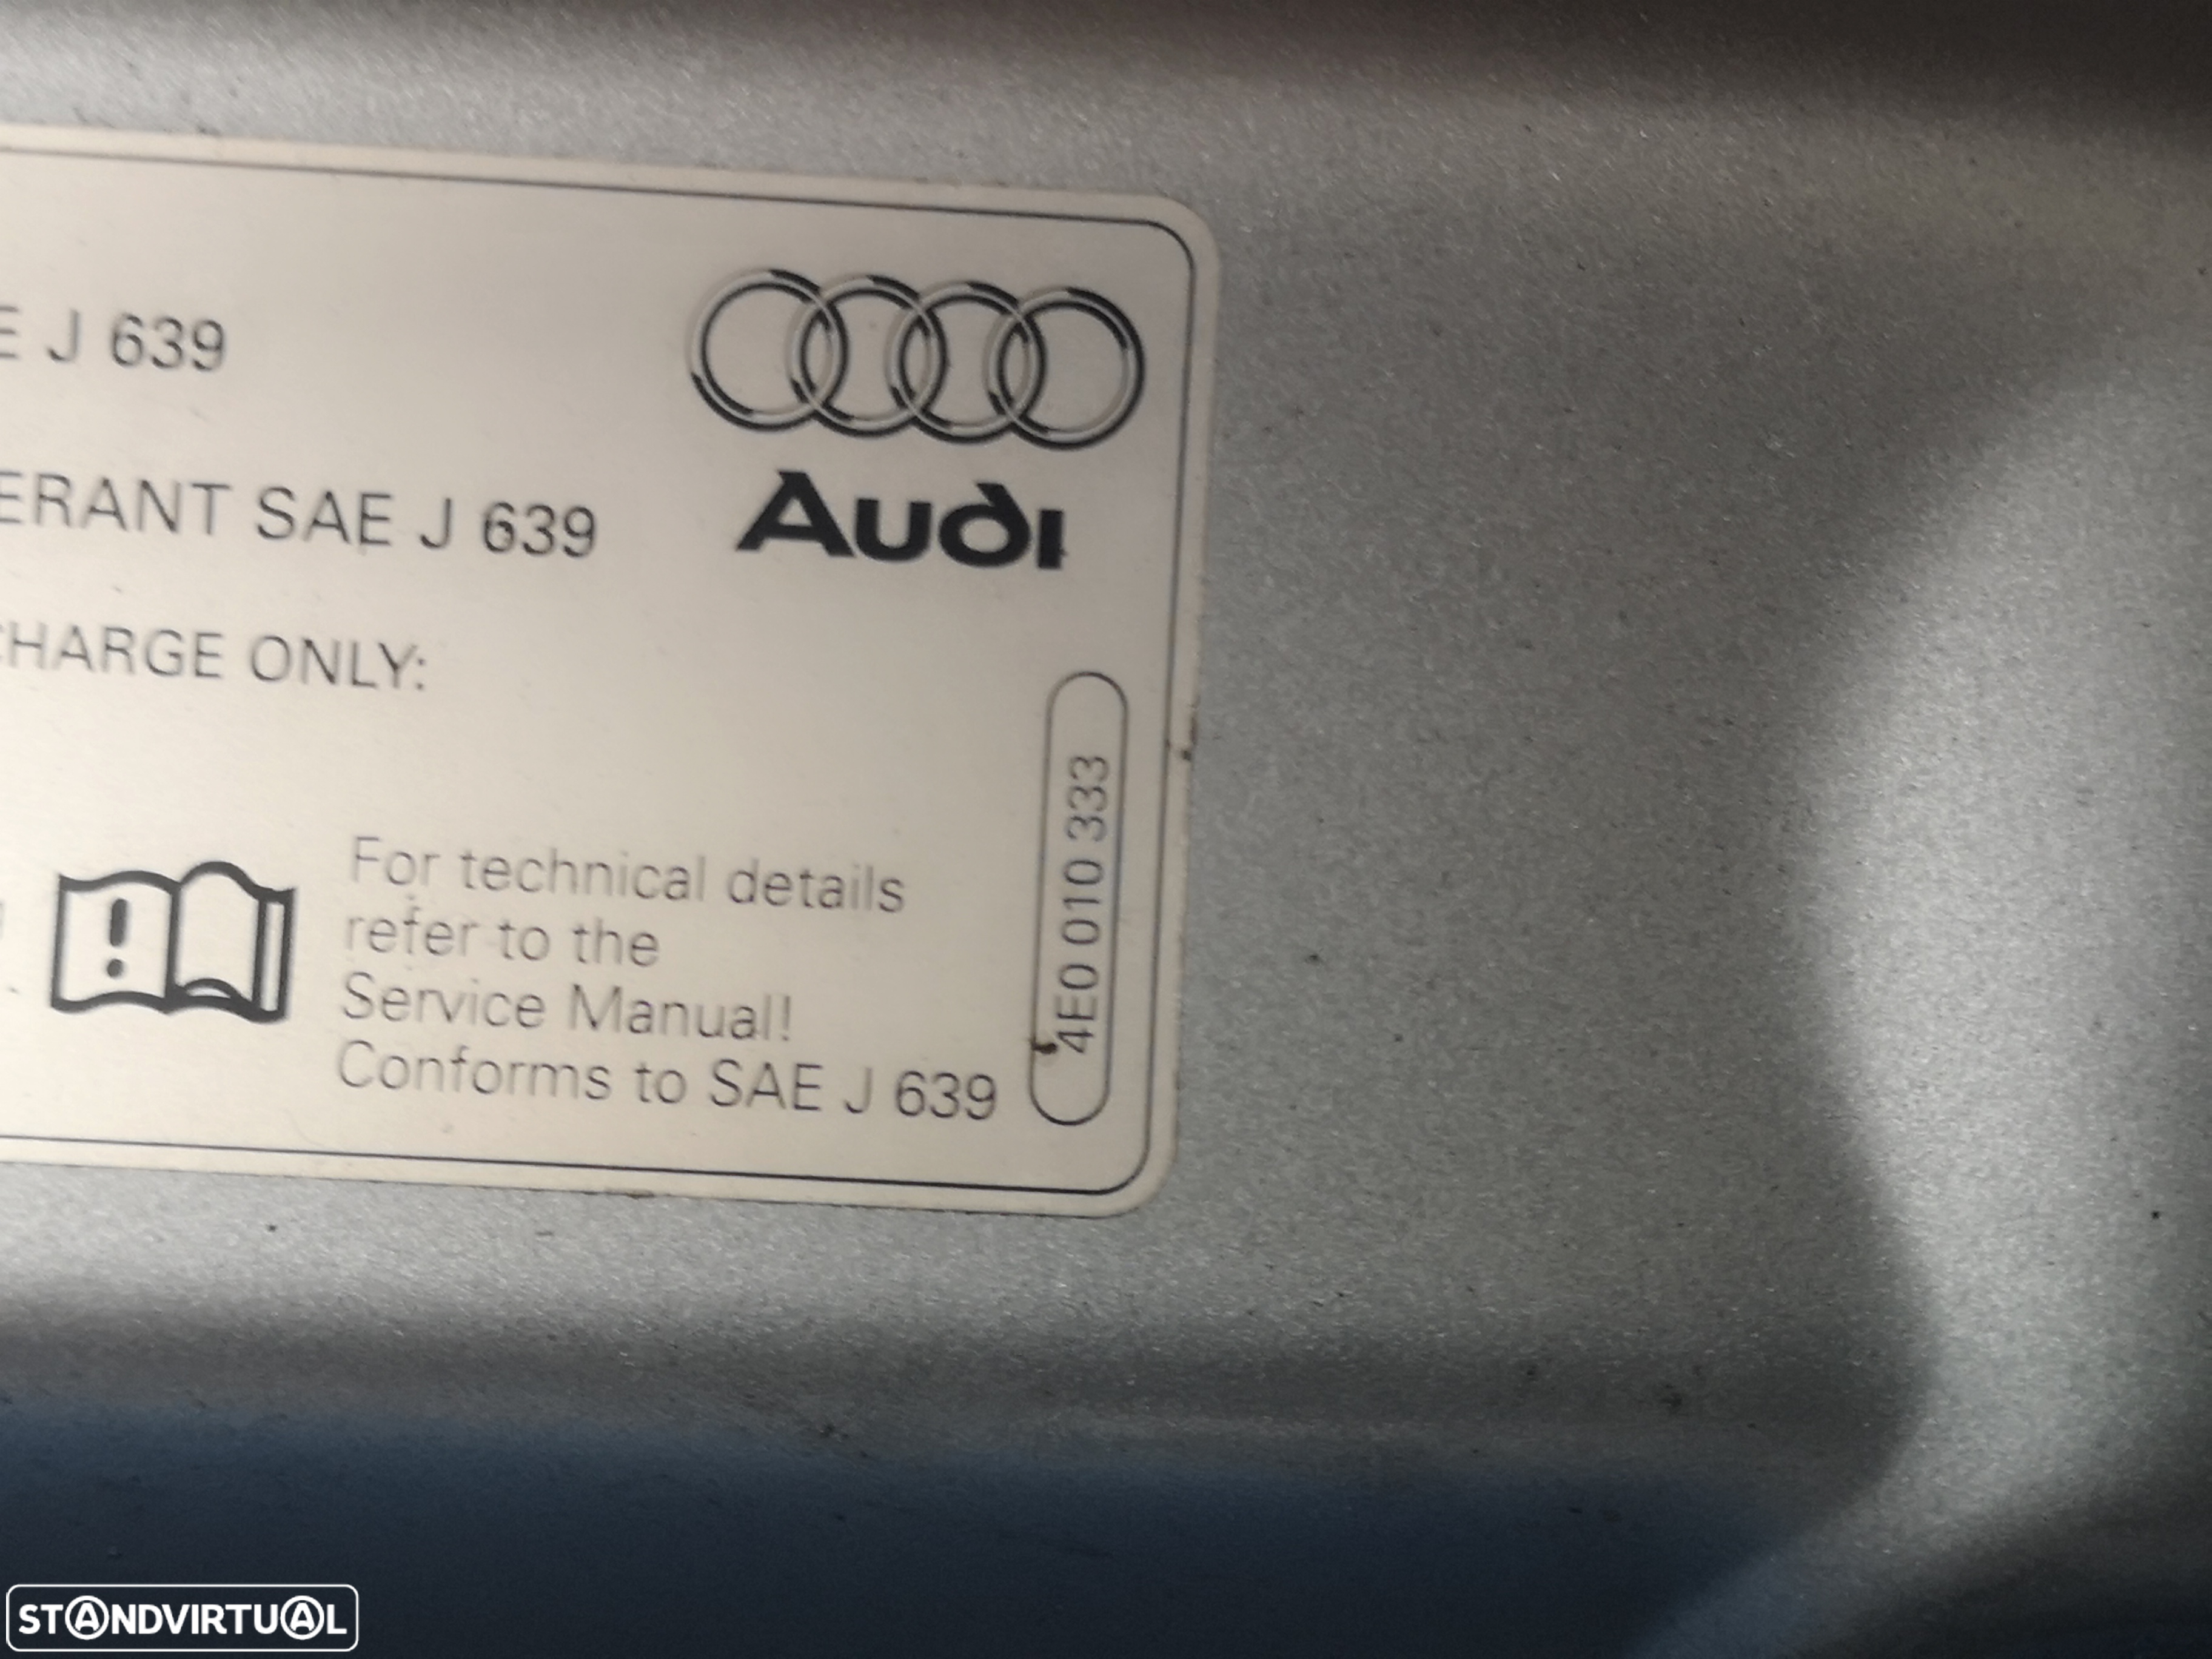 E J 639
Audi
ERANT SAE J 639
CHARGE ONLY:
4E0 010 333
For technical details
refer to the
Service Manual!
Conforms to SAE J 639
STANDVIRTUAL